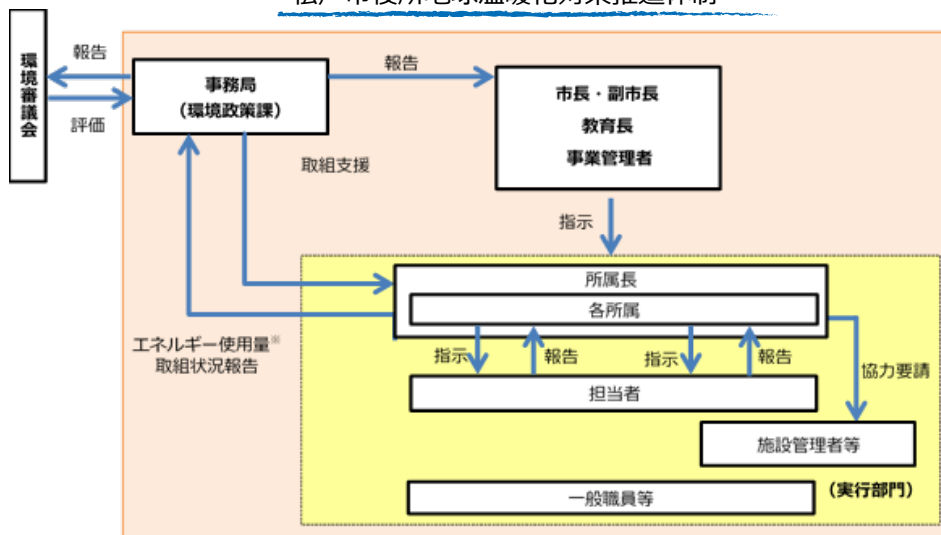 環境審議会
報告
評価
事務局
（環境政策課）
報告
市長・副市長
教育長
事業管理者
取組支援
指示
所属長
各所属
エネルギー使用量※
取組状況報告
指示
報告
指示
報告
協力要請
担当者
施設管理者等
（実行部門）
一般職員等